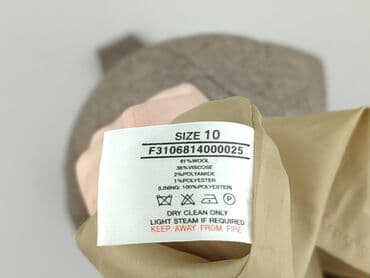 SIZE 10
F3106814000025
61%WOOL
36%VISCOSE
2%POLYAMIDE
1%POLYESTER
(LINING: 100%POLYESTER)
P
DRY CLEAN ONLY
LIGHT STEAM IF REQUIRED
KEEP AWAY FROM FIRE